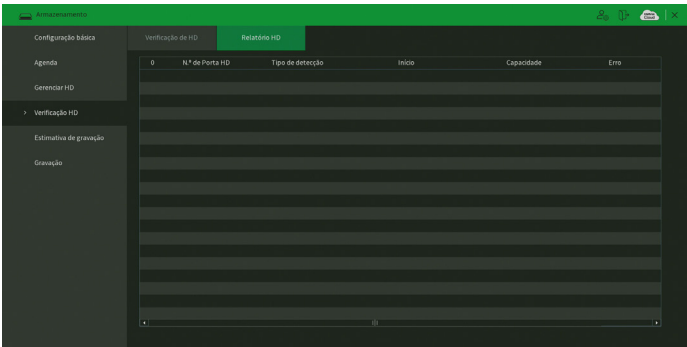 Armazenamento
Configuração básica
Verificação de HD Relatório HD
Agenda
0 N.º de Porta HD Tipo de detecção Início Capacidade Erro
Gerenciar HD
> Verificação HD
Estimativa de gravação
Gravação